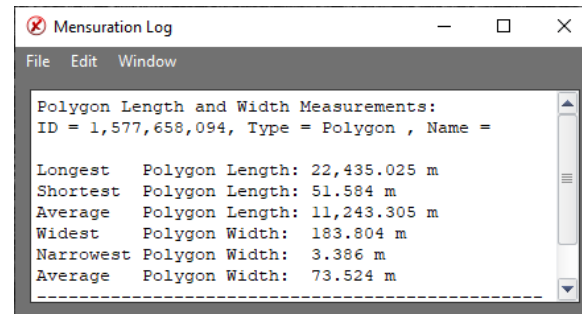 Mensuration Log
File Edit Window
Polygon Length and Width Measurements:
ID = 1,577,658,094, Type = Polygon , Name =
Longest Polygon Length: 22,435.025 m
Shortest Polygon Length: 51.584 m
Average Polygon Length: 11,243.305 m
Widest Polygon Width: 183.804 m
Narrowest Polygon Width: 3.386 m
Average Polygon Width: 73.524 m
--------------------------------------------------